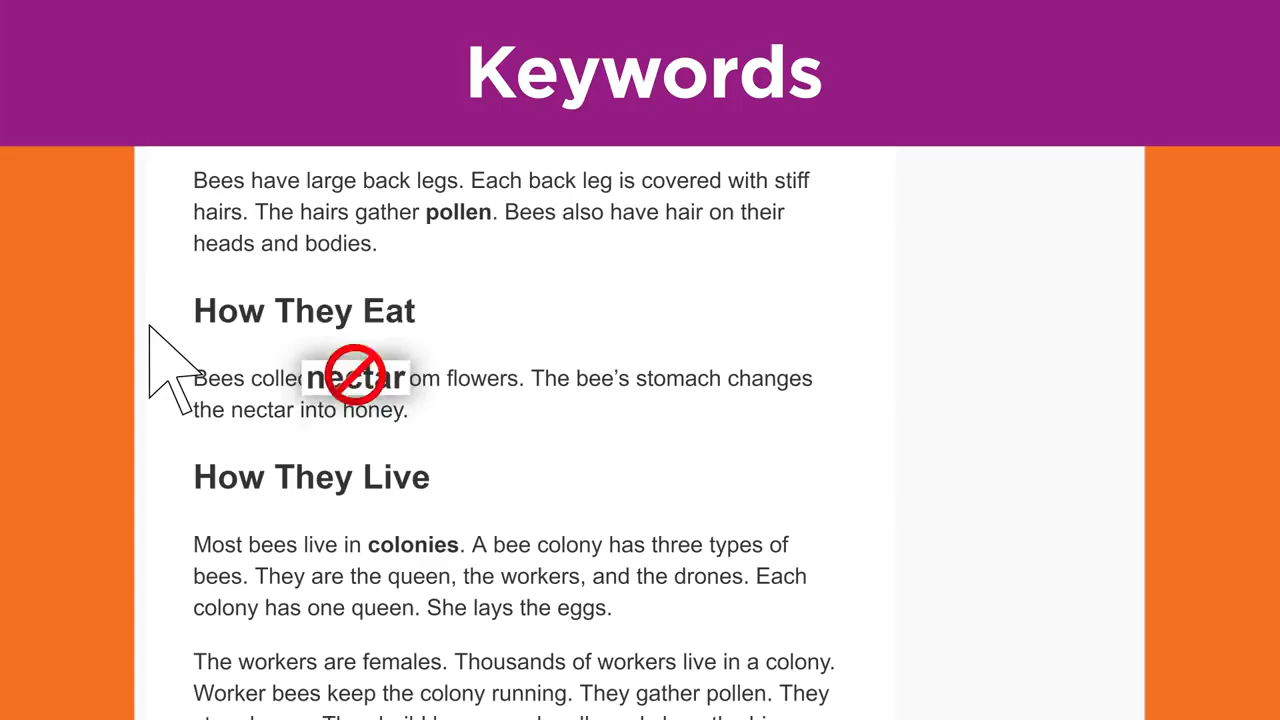 Keywords
Bees have large back legs. Each back leg is covered with stiff
hairs. The hairs gather pollen. Bees also have hair on their
heads and bodies.
How They Eat
Bees collec nectar om flowers. The bee’s stomach changes
the nectar into honey.
How They Live
Most bees live in colonies. A bee colony has three types of
bees. They are the queen, the workers, and the drones. Each
colony has one queen. She lays the eggs.
The workers are females. Thousands of workers live in a colony.
Worker bees keep the colony running. They gather pollen. They